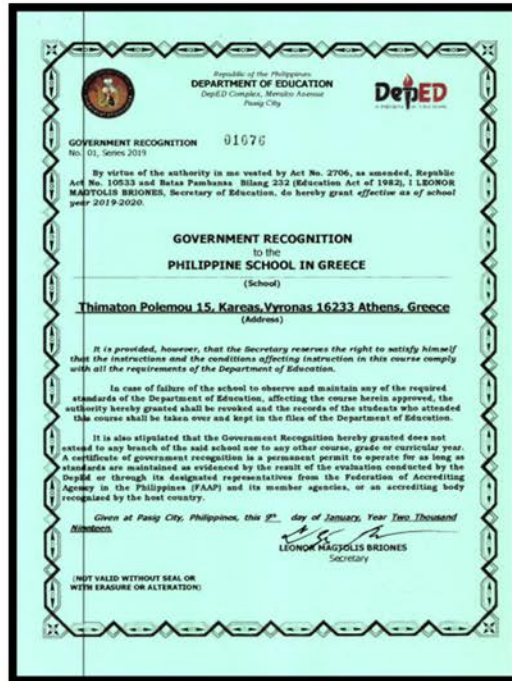 Republic of the Philippines
DEPARTMENT OF EDUCATION
DepED Complex, Meralco Avenue
Pasig City
DepED
GOVERNMENT RECOGNITION
No. 01, Series 2019
01676
By virtue of the authority in me vested by Act No. 2706, as amended, Republic
Act No. 10533 and Batas Pambansa Bilang 232 (Education Act of 1982), I LEONOR
MAGTOLIS BRIONES, Secretary of Education, do hereby grant effective as of school
year 2019-2020.
GOVERNMENT RECOGNITION
to the
PHILIPPINE SCHOOL IN GREECE
(School)
Thimaton Polemou 15, Kareas,Vyronas 16233 Athens, Greece
(Address)
It is provided, however, that the Secretary reserves the right to satisfy himself
that the instructions and the conditions affecting instruction in this course comply
with all the requirements of the Department of Education.
In case of failure of the school to observe and maintain any of the required
standards of the Department of Education, affecting the course herein approved, the
authority hereby granted shall be revoked and the records of the students who attended
this course shall be taken over and kept in the files of the Department of Education.
It is also stipulated that the Government Recognition hereby granted does not
extend to any branch of the said school nor to any other course, grade or curricular year.
A certificate of government recognition is a permanent permit to operate for as long as
standards are maintained as evidenced by the result of the evaluation conducted by the
DepEd or through its designated representatives from the Federation of Accrediting
Agency in the Philippines (FAAP) and its member agencies, or an accrediting body
recognized by the host country.
Given at Pasig City, Philippines, this 9th day of January, Year Two Thousand
Nineteen.
LEONOR MAGTOLIS BRIONES
Secretary
(NOT VALID WITHOUT SEAL OR
WITH ERASURE OR ALTERATION)